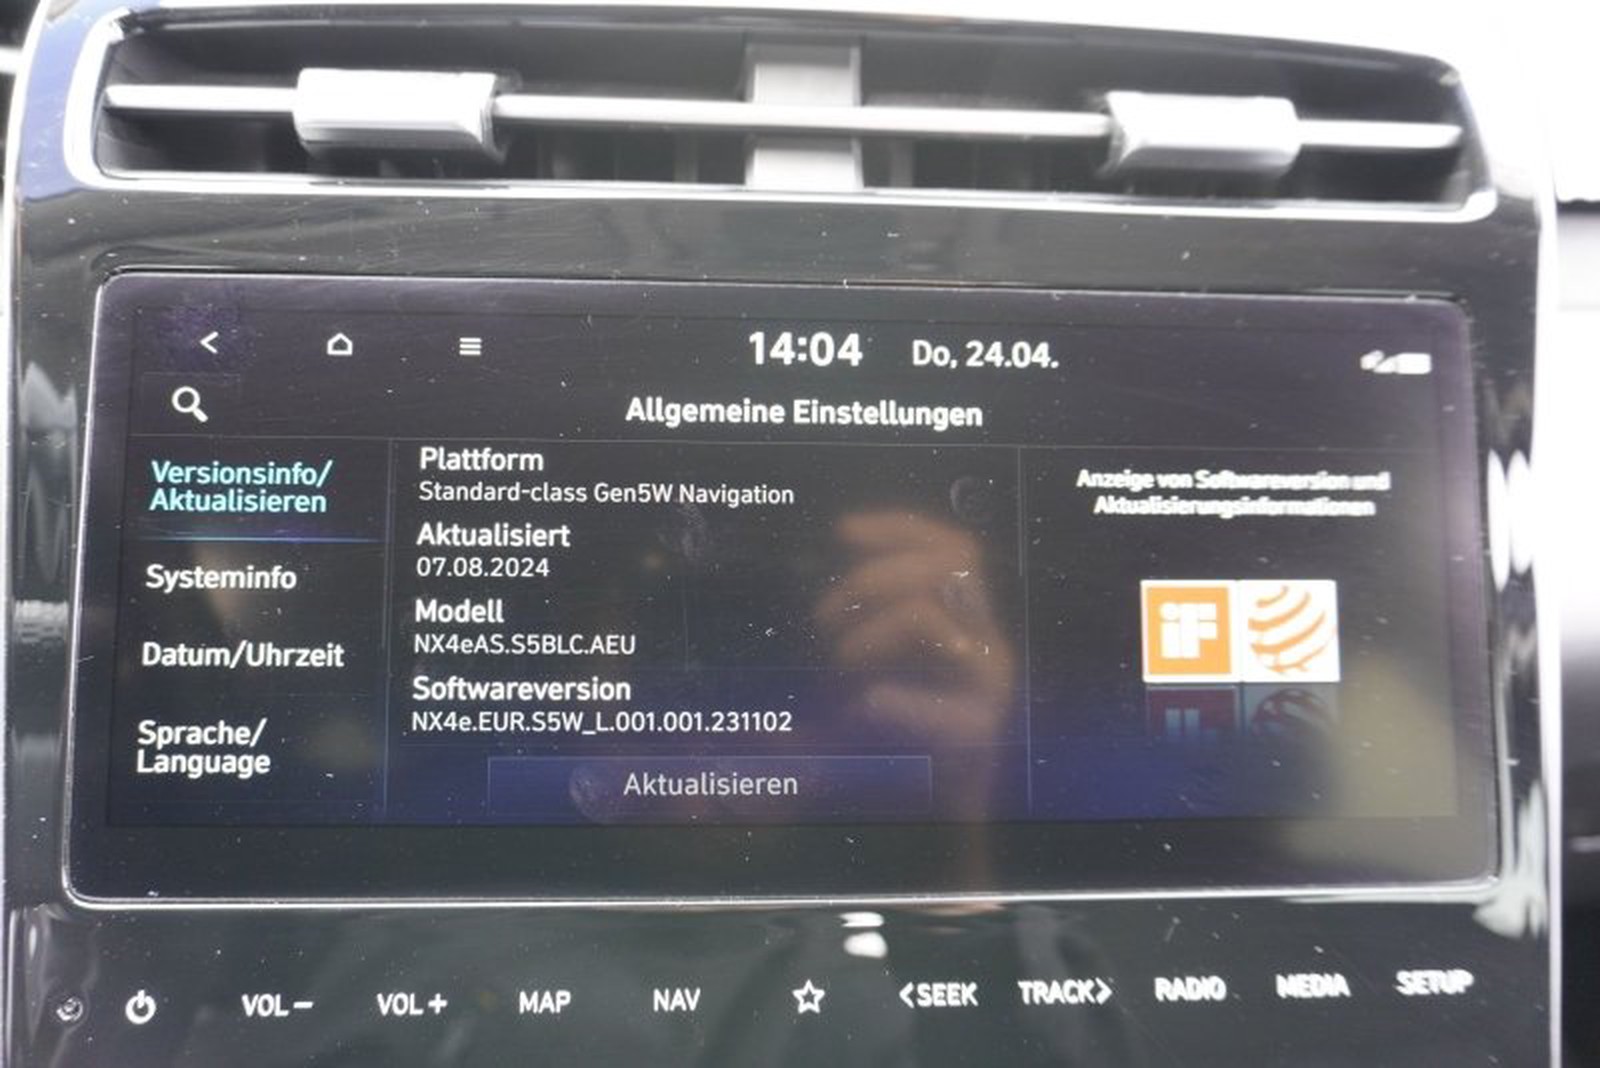 14:04 Do, 24.04.
Allgemeine Einstellungen
Versionsinfo/
Aktualisieren
Systeminfo
Datum/Uhrzeit
Sprache/
Language
Plattform
Standard-class Gen5W Navigation
Aktualisiert
07.08.2024
Modell
NX4eAS.S5BLC.AEU
Softwareversion
NX4e.EUR.S5W_L.001.001.231102
Aktualisieren
Anzeige von Softwareversion und
Aktualisierungsinformationen
iF
VOL− VOL+ MAP NAV <SEEK TRACK> RADIO MEDIA SETUP